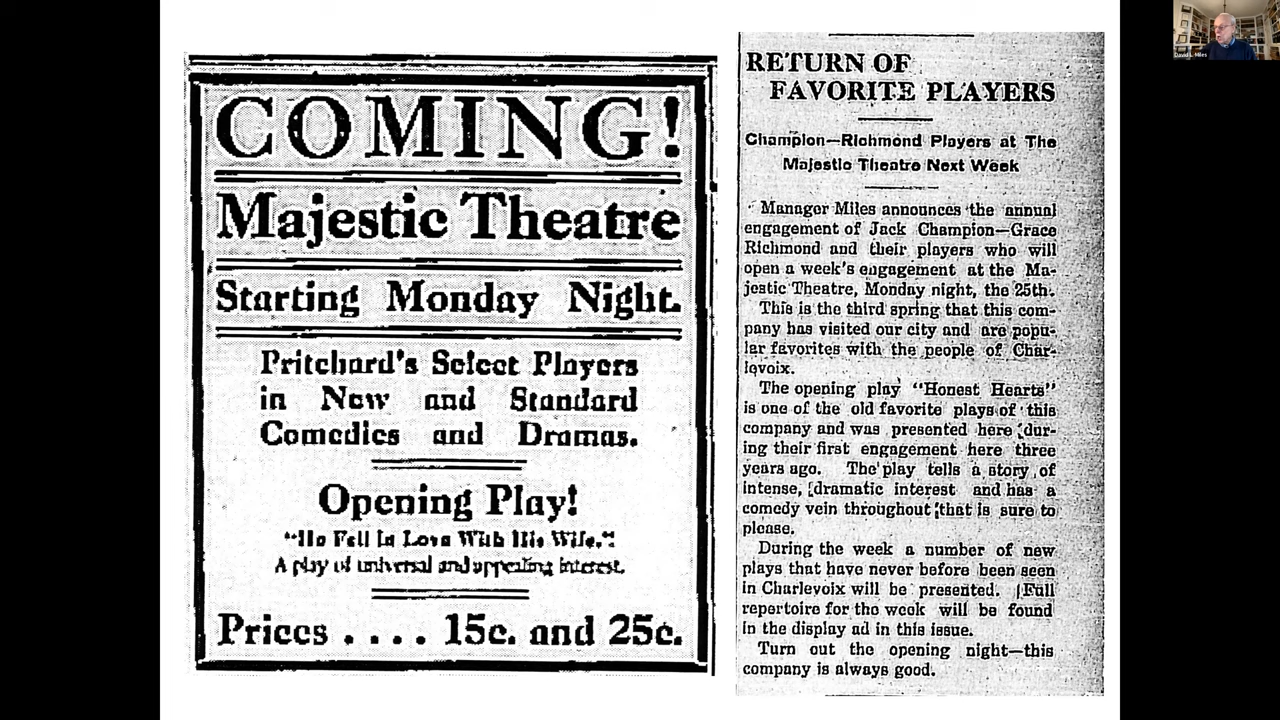 COMING!
Majestic Theatre
Starting Monday Night.
Pritchard's Select Players
in New and Standard
Comedies and Dramas.
Opening Play!
"He Fell In Love With His Wife."
A play of universal and appealing interest.
Prices .... 15c. and 25c.
RETURN OF
FAVORITE PLAYERS
Champion—Richmond Players at The
Majestic Theatre Next Week
Manager Miles announces the annual
engagement of Jack Champion—Grace
Richmond and their players who will
open a week's engagement at the Ma-
jestic Theatre, Monday night, the 25th.
This is the third spring that this com-
pany has visited our city and are popu-
lar favorites with the people of Char-
levoix.
The opening play "Honest Hearts"
is one of the old favorite plays of this
company and was presented here dur-
ing their first engagement here three
years ago. The play tells a story of
intense, dramatic interest and has a
comedy vein throughout that is sure to
please.
During the week a number of new
plays that have never before been seen
in Charlevoix will be presented. Full
repertoire for the week will be found
in the display ad in this issue.
Turn out the opening night—this
company is always good.
David L. Miles